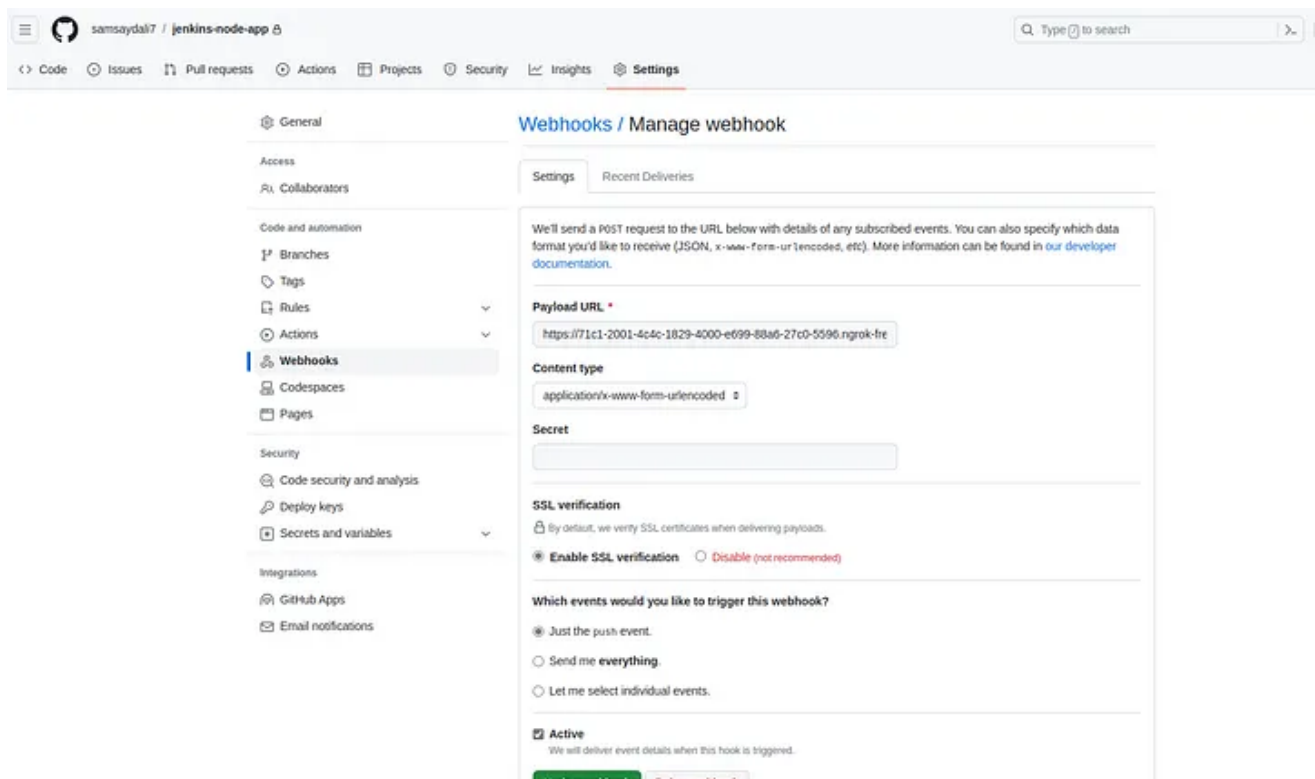 samsaydali7 / jenkins-node-app
Type / to search
Code Issues Pull requests Actions Projects Security Insights Settings
General
Access
Collaborators
Code and automation
Branches
Tags
Rules
Actions
Webhooks
Codespaces
Pages
Security
Code security and analysis
Deploy keys
Secrets and variables
Integrations
GitHub Apps
Email notifications
Webhooks / Manage webhook
Settings Recent Deliveries
We'll send a POST request to the URL below with details of any subscribed events. You can also specify which data
format you'd like to receive (JSON, x-www-form-urlencoded, etc). More information can be found in our developer
documentation.
Payload URL *
https://71c1-2001-4c4c-1829-4000-e699-88a6-27c0-5596.ngrok-fre
Content type
application/x-www-form-urlencoded
Secret
SSL verification
By default, we verify SSL certificates when delivering payloads.
Enable SSL verification Disable (not recommended)
Which events would you like to trigger this webhook?
Just the push event.
Send me everything.
Let me select individual events.
Active
We will deliver event details when this hook is triggered.